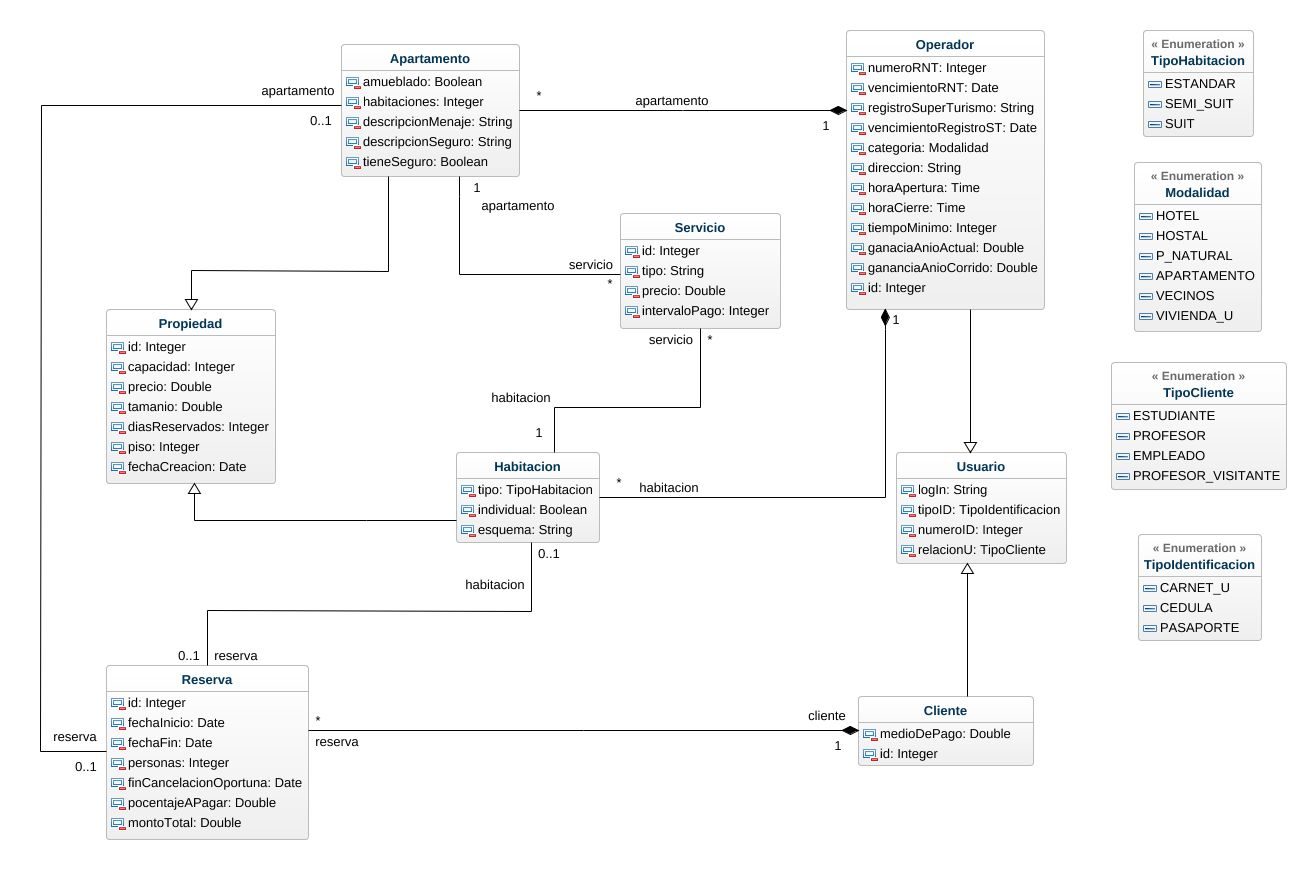 Apartamento
amueblado: Boolean
habitaciones: Integer
descripcionMenaje: String
descripcionSeguro: String
tieneSeguro: Boolean
apartamento
0..1
*
apartamento
1
Operador
numeroRNT: Integer
vencimientoRNT: Date
registroSuperTurismo: String
vencimientoRegistroST: Date
categoria: Modalidad
direccion: String
horaApertura: Time
horaCierre: Time
tiempoMinimo: Integer
ganaciaAnioActual: Double
gananciaAnioCorrido: Double
id: Integer
« Enumeration »
TipoHabitacion
ESTANDAR
SEMI_SUIT
SUIT
« Enumeration »
Modalidad
HOTEL
HOSTAL
P_NATURAL
APARTAMENTO
VECINOS
VIVIENDA_U
« Enumeration »
TipoCliente
ESTUDIANTE
PROFESOR
EMPLEADO
PROFESOR_VISITANTE
« Enumeration »
TipoIdentificacion
CARNET_U
CEDULA
PASAPORTE
1
apartamento
servicio
*
Servicio
id: Integer
tipo: String
precio: Double
intervaloPago: Integer
servicio
*
habitacion
1
Propiedad
id: Integer
capacidad: Integer
precio: Double
tamanio: Double
diasReservados: Integer
piso: Integer
fechaCreacion: Date
1
Habitacion
tipo: TipoHabitacion
individual: Boolean
esquema: String
*
habitacion
Usuario
logIn: String
tipoID: TipoIdentificacion
numeroID: Integer
relacionU: TipoCliente
0..1
habitacion
0..1
reserva
Reserva
id: Integer
fechaInicio: Date
fechaFin: Date
personas: Integer
finCancelacionOportuna: Date
pocentajeAPagar: Double
montoTotal: Double
reserva
0..1
*
reserva
cliente
1
Cliente
medioDePago: Double
id: Integer